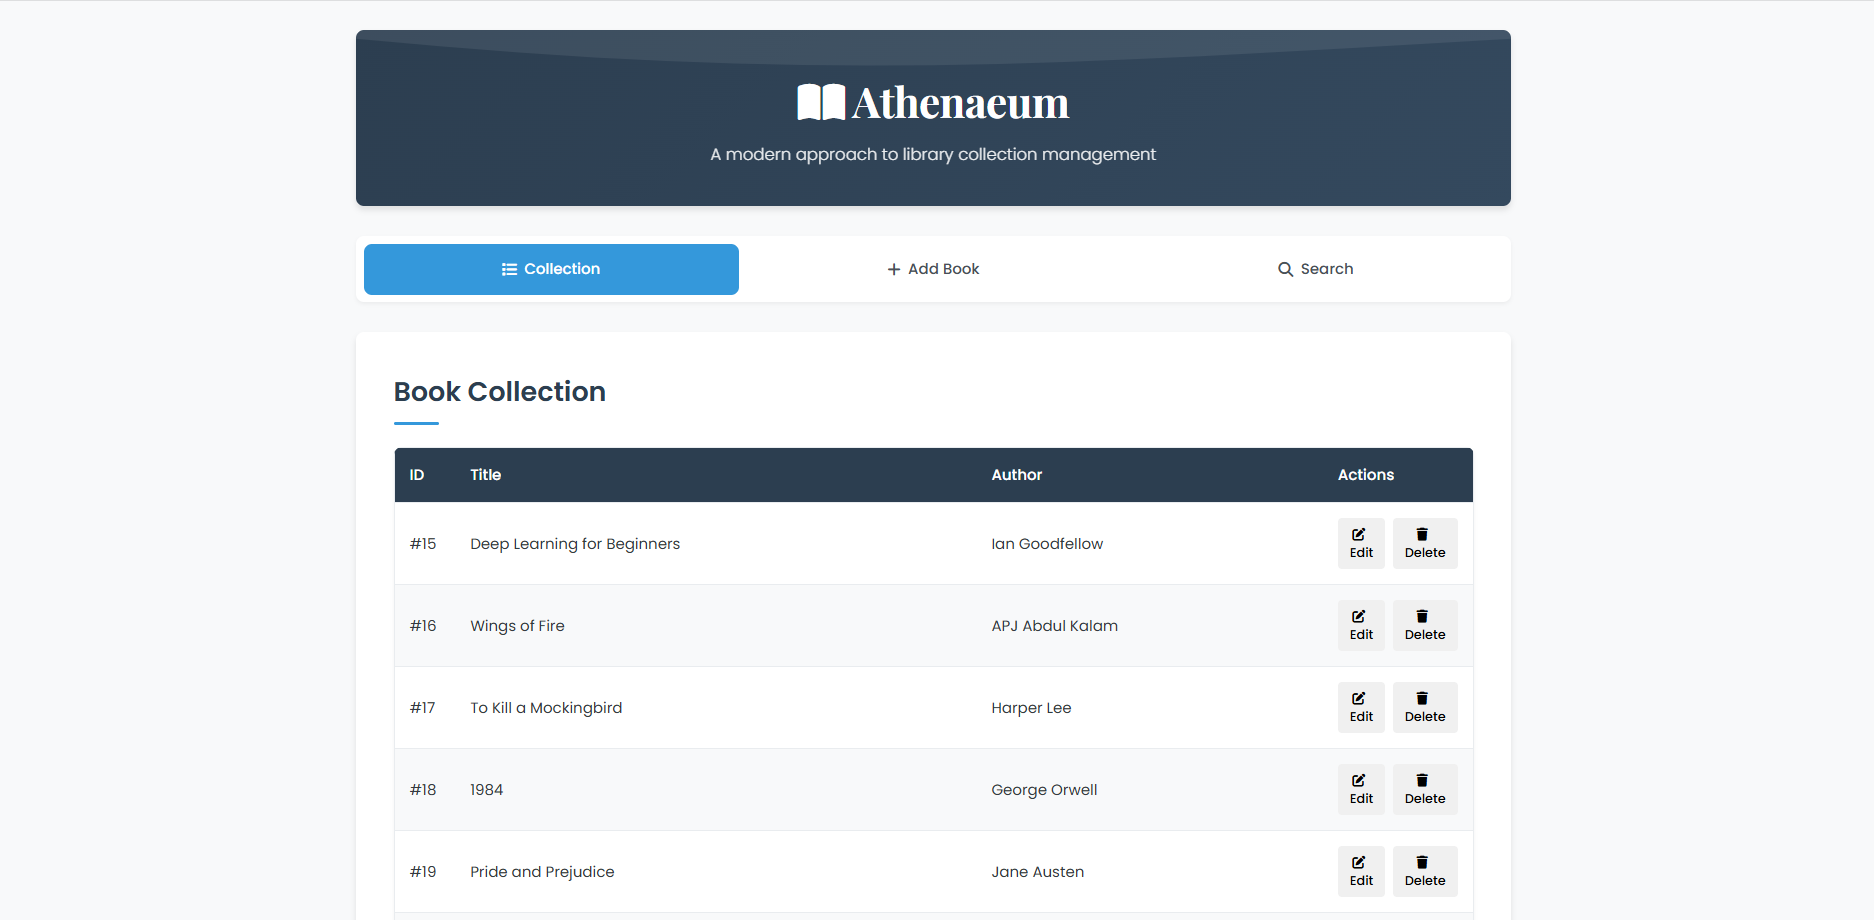 Athenaeum
A modern approach to library collection management
Collection
Add Book
Search
Book Collection
ID Title Author Actions
#15 Deep Learning for Beginners Ian Goodfellow Edit Delete
#16 Wings of Fire APJ Abdul Kalam Edit Delete
#17 To Kill a Mockingbird Harper Lee Edit Delete
#18 1984 George Orwell Edit Delete
#19 Pride and Prejudice Jane Austen Edit Delete